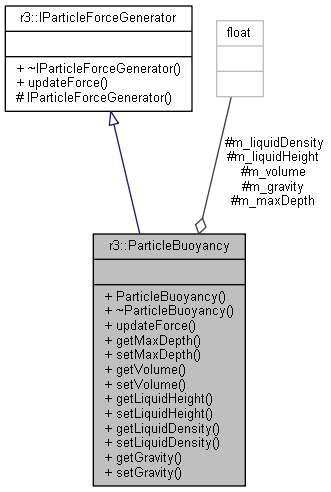 r3::IParticleForceGenerator
+ ~IParticleForceGenerator()
+ updateForce()
# IParticleForceGenerator()
float
#m_liquidDensity
#m_liquidHeight
#m_volume
#m_gravity
#m_maxDepth
r3::ParticleBuoyancy
+ ParticleBuoyancy()
+ ~ParticleBuoyancy()
+ updateForce()
+ getMaxDepth()
+ setMaxDepth()
+ getVolume()
+ setVolume()
+ getLiquidHeight()
+ setLiquidHeight()
+ getLiquidDensity()
+ setLiquidDensity()
+ getGravity()
+ setGravity()